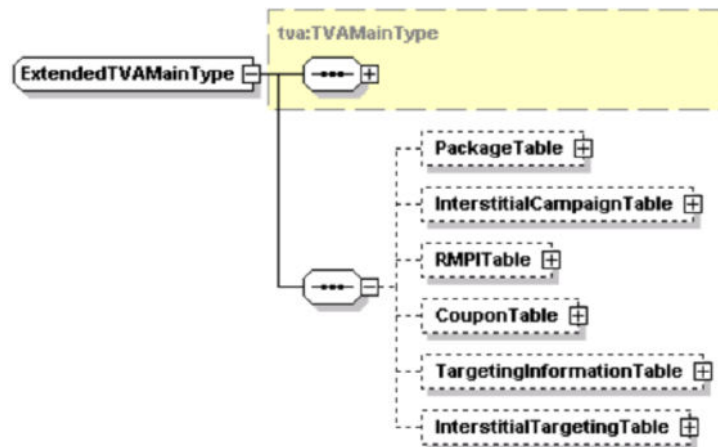 tva:TVAMainType
ExtendedTVAMainType
PackageTable
InterstitialCampaignTable
RMPITable
CouponTable
TargetingInformationTable
InterstitialTargetingTable